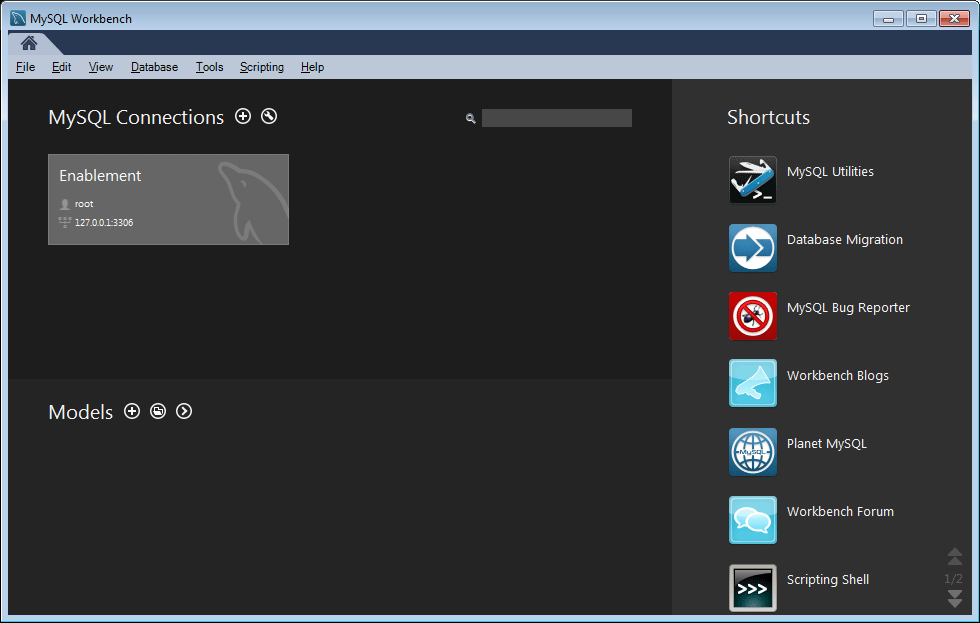 MySQL Workbench
File Edit View Database Tools Scripting Help
MySQL Connections
Enablement
root
127.0.0.1:3306
Models
Shortcuts
MySQL Utilities
Database Migration
MySQL Bug Reporter
Workbench Blogs
MySQL
Planet MySQL
Workbench Forum
>>>
Scripting Shell
1/2